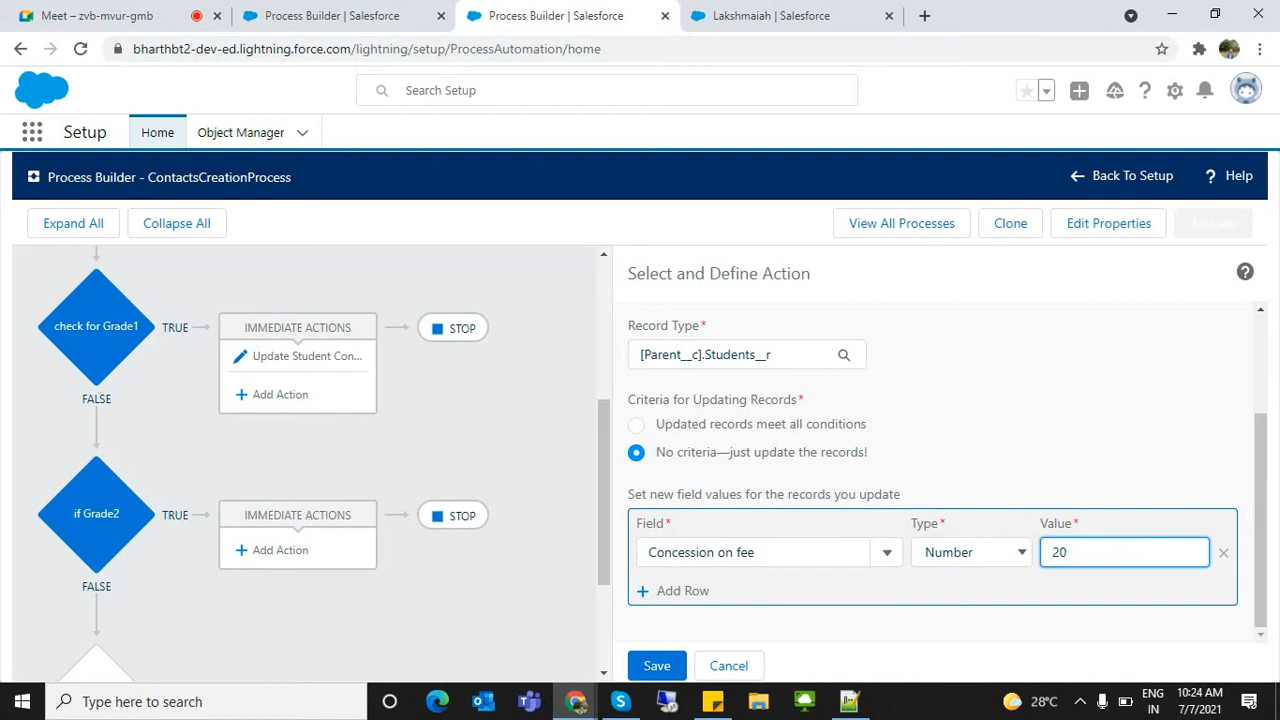 Meet – zvb-mvur-gmb
Process Builder | Salesforce
Process Builder | Salesforce
Lakshmaiah | Salesforce
bharthbt2-dev-ed.lightning.force.com/lightning/setup/ProcessAutomation/home
Search Setup
Setup
Home
Object Manager
Process Builder - ContactsCreationProcess
Back To Setup
? Help
Expand All
Collapse All
View All Processes
Clone
Edit Properties
Activate
Select and Define Action
check for Grade1
TRUE
IMMEDIATE ACTIONS
STOP
Update Student Con...
+ Add Action
FALSE
if Grade2
TRUE
IMMEDIATE ACTIONS
STOP
+ Add Action
FALSE
Record Type*
[Parent__c].Students__r
Criteria for Updating Records*
Updated records meet all conditions
No criteria—just update the records!
Set new field values for the records you update
Field*
Type*
Value*
Concession on fee
Number
20
+ Add Row
Save
Cancel
Type here to search
28°C
ENG
IN
10:24 AM
7/7/2021